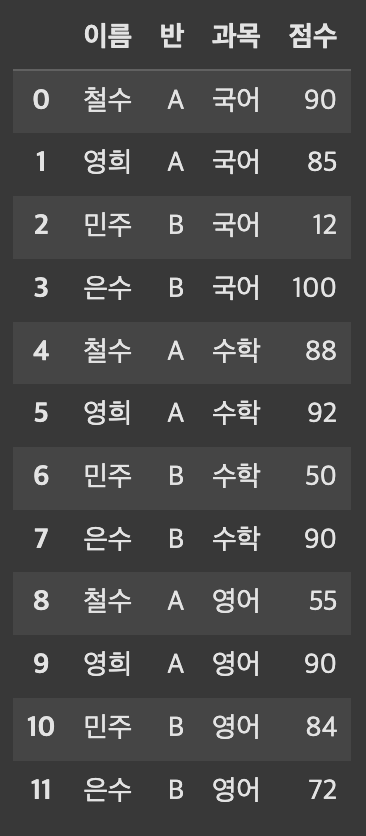 이름 반 과목 점수
0 철수 A 국어 90
1 영희 A 국어 85
2 민주 B 국어 12
3 은수 B 국어 100
4 철수 A 수학 88
5 영희 A 수학 92
6 민주 B 수학 50
7 은수 B 수학 90
8 철수 A 영어 55
9 영희 A 영어 90
10 민주 B 영어 84
11 은수 B 영어 72